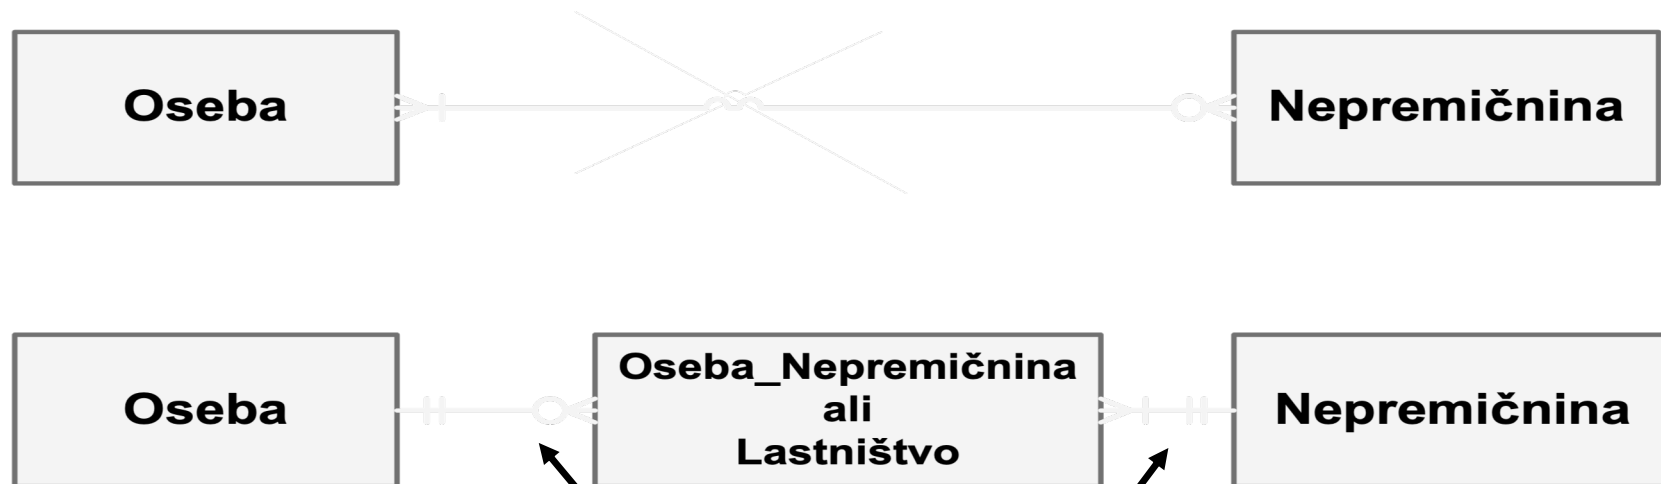 Oseba
Nepremičnina
Oseba
Oseba_Nepremičnina
ali
Lastništvo
Nepremičnina